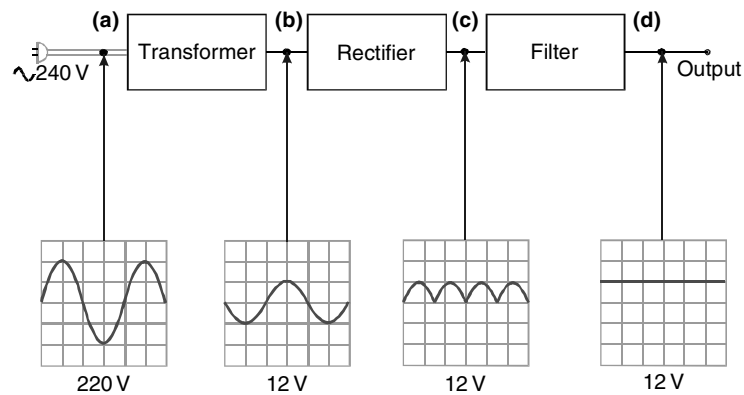 (a) (b) (c) (d)
Transformer Rectifier Filter
240 V
Output
220 V 12 V 12 V 12 V